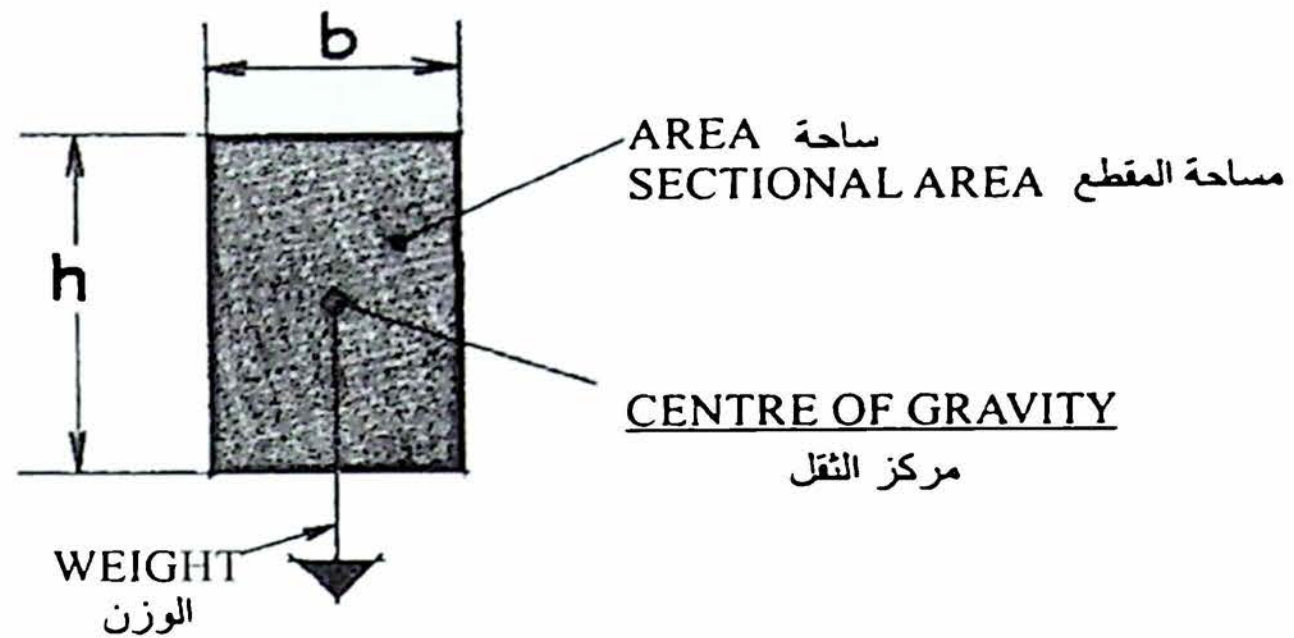 b
AREA ساحة
SECTIONAL AREA مساحة المقطع
h
CENTRE OF GRAVITY
مركز الثقل
WEIGHT
الوزن